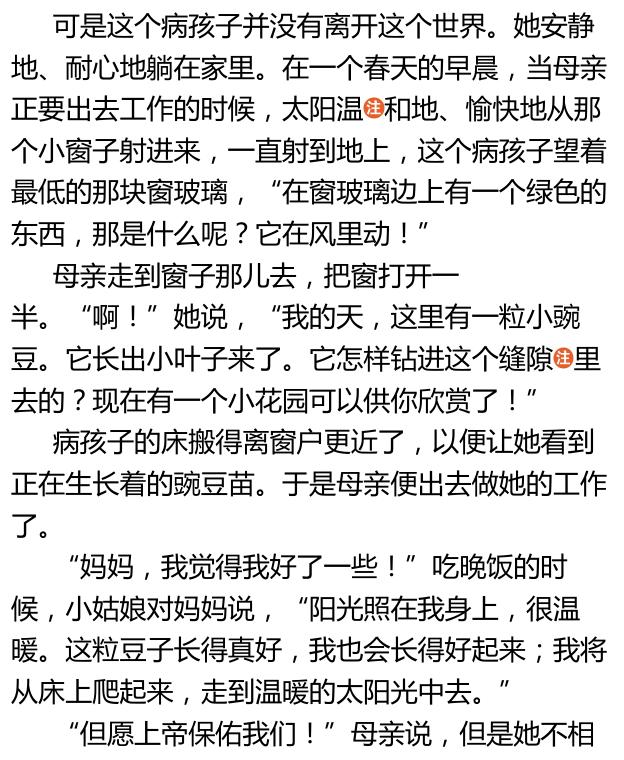 可是这个病孩子并没有离开这个世界。她安静
地、耐心地躺在家里。在一个春天的早晨，当母亲
正要出去工作的时候，太阳温注和地、愉快地从那
个小窗子射进来，一直射到地上，这个病孩子望着
最低的那块窗玻璃，“在窗玻璃边上有一个绿色的
东西，那是什么呢？它在风里动！”
母亲走到窗子那儿去，把窗打开一
半。“啊！”她说，“我的天，这里有一粒小豌
豆。它长出小叶子来了。它怎样钻进这个缝隙注里
去的？现在有一个小花园可以供你欣赏了！”
病孩子的床搬得离窗户更近了，以便让她看到
正在生长着的豌豆苗。于是母亲便出去做她的工作
了。
“妈妈，我觉得我好了一些！”吃晚饭的时
候，小姑娘对妈妈说，“阳光照在我身上，很温
暖。这粒豆子长得真好，我也会长得好起来；我将
从床上爬起来，走到温暖的太阳光中去。”
“但愿上帝保佑我们！”母亲说，但是她不相